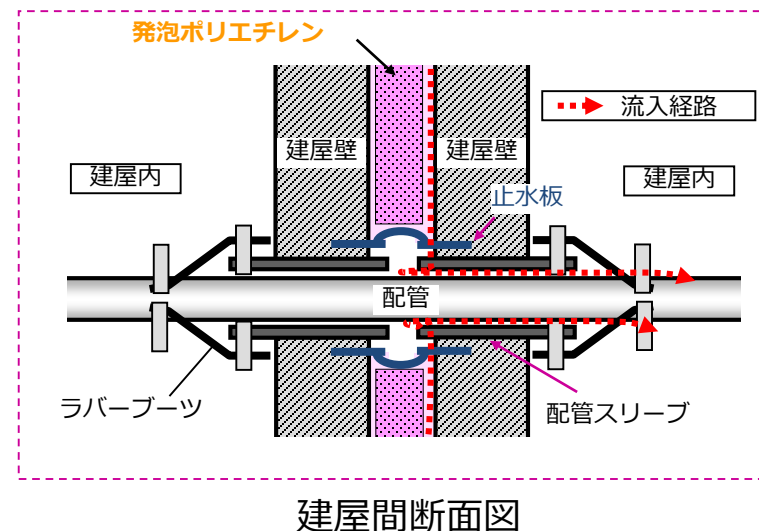 発泡ポリエチレン
流入経路
建屋壁
建屋壁
建屋内
建屋内
止水板
配管
ラバーブーツ
配管スリーブ
建屋間断面図